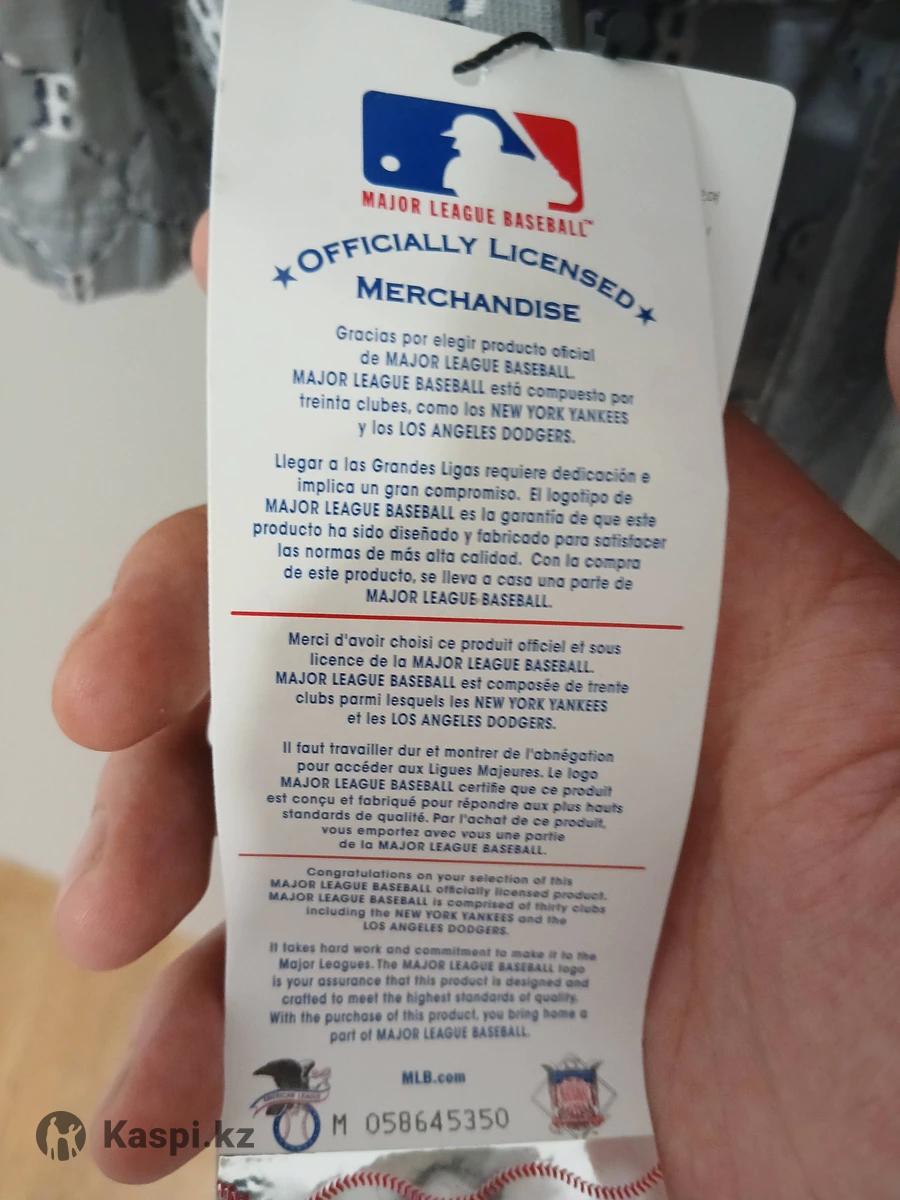 MAJOR LEAGUE BASEBALL™
★ OFFICIALLY LICENSED ★
MERCHANDISE
Gracias por elegir producto oficial
de MAJOR LEAGUE BASEBALL.
MAJOR LEAGUE BASEBALL está compuesto por
treinta clubes, como los NEW YORK YANKEES
y los LOS ANGELES DODGERS.
Llegar a las Grandes Ligas requiere dedicación e
implica un gran compromiso. El logotipo de
MAJOR LEAGUE BASEBALL es la garantía de que este
producto ha sido diseñado y fabricado para satisfacer
las normas de más alta calidad. Con la compra
de este producto, se lleva a casa una parte de
MAJOR LEAGUE BASEBALL.
Merci d'avoir choisi ce produit officiel et sous
licence de la MAJOR LEAGUE BASEBALL.
MAJOR LEAGUE BASEBALL est composée de trente
clubs parmi lesquels les NEW YORK YANKEES
et les LOS ANGELES DODGERS.
Il faut travailler dur et montrer de l'abnégation
pour accéder aux Ligues Majeures. Le logo
MAJOR LEAGUE BASEBALL certifie que ce produit
est conçu et fabriqué pour répondre aux plus hauts
standards de qualité. Par l'achat de ce produit,
vous emportez avec vous une partie
de la MAJOR LEAGUE BASEBALL.
Congratulations on your selection of this
MAJOR LEAGUE BASEBALL officially licensed product.
MAJOR LEAGUE BASEBALL is comprised of thirty clubs
including the NEW YORK YANKEES and the
LOS ANGELES DODGERS.
It takes hard work and commitment to make it to the
Major Leagues. The MAJOR LEAGUE BASEBALL logo
is your assurance that this product is designed and
crafted to meet the highest standards of quality.
With the purchase of this product, you bring home a
part of MAJOR LEAGUE BASEBALL.
MLB.com
AMERICAN LEAGUE
M 058645350
Kaspi.kz